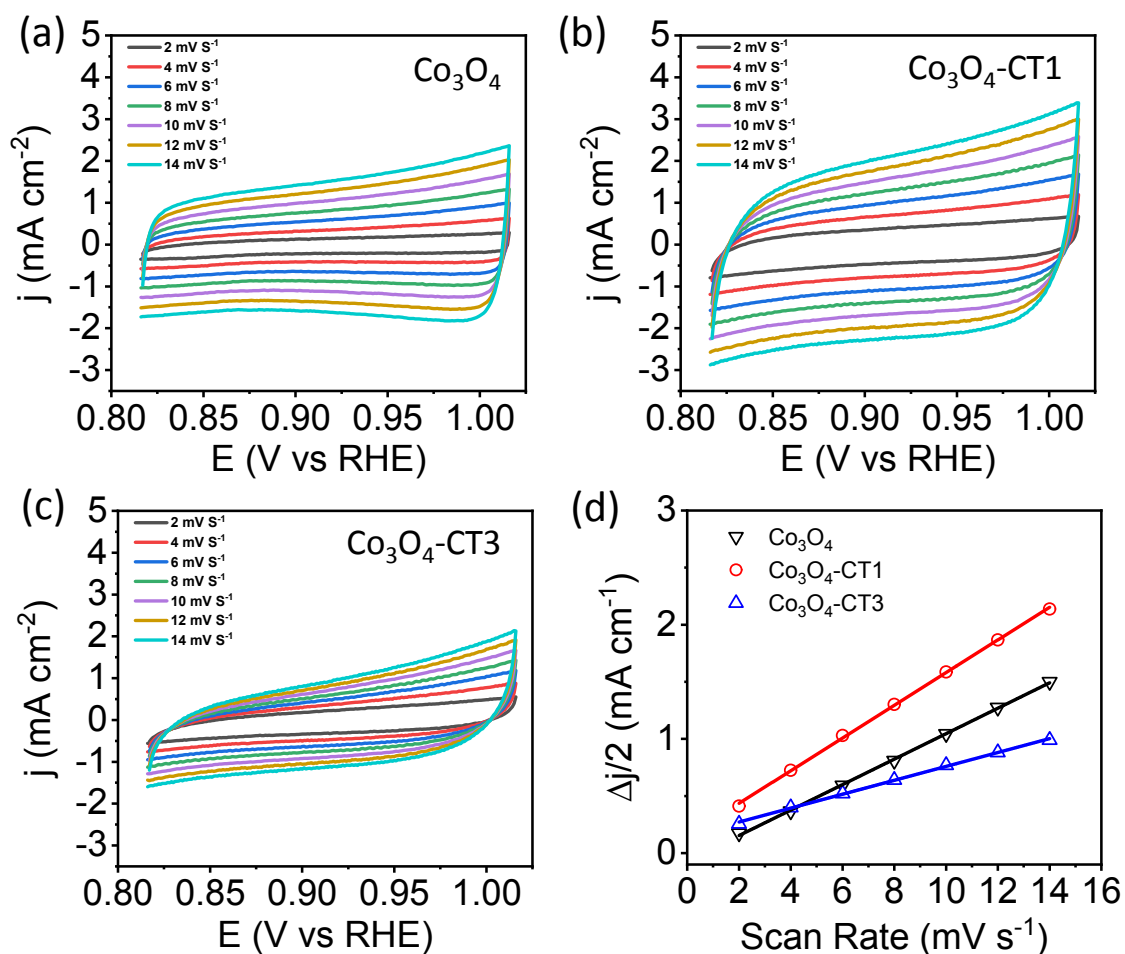 (a)
Co₃O₄
2 mV S⁻¹
4 mV S⁻¹
6 mV S⁻¹
8 mV S⁻¹
10 mV S⁻¹
12 mV S⁻¹
14 mV S⁻¹
5
4
3
2
1
0
-1
-2
-3
j (mA cm⁻²)
0.80 0.85 0.90 0.95 1.00
E (V vs RHE)
(b)
Co₃O₄-CT1
2 mV S⁻¹
4 mV S⁻¹
6 mV S⁻¹
8 mV S⁻¹
10 mV S⁻¹
12 mV S⁻¹
14 mV S⁻¹
5
4
3
2
1
0
-1
-2
-3
j (mA cm⁻²)
0.80 0.85 0.90 0.95 1.00
E (V vs RHE)
(c)
Co₃O₄-CT3
2 mV S⁻¹
4 mV S⁻¹
6 mV S⁻¹
8 mV S⁻¹
10 mV S⁻¹
12 mV S⁻¹
14 mV S⁻¹
5
4
3
2
1
0
-1
-2
-3
j (mA cm⁻²)
0.80 0.85 0.90 0.95 1.00
E (V vs RHE)
(d)
Co₃O₄
Co₃O₄-CT1
Co₃O₄-CT3
3
2
1
0
Δj/2 (mA cm⁻¹)
0 2 4 6 8 10 12 14 16
Scan Rate (mV s⁻¹)